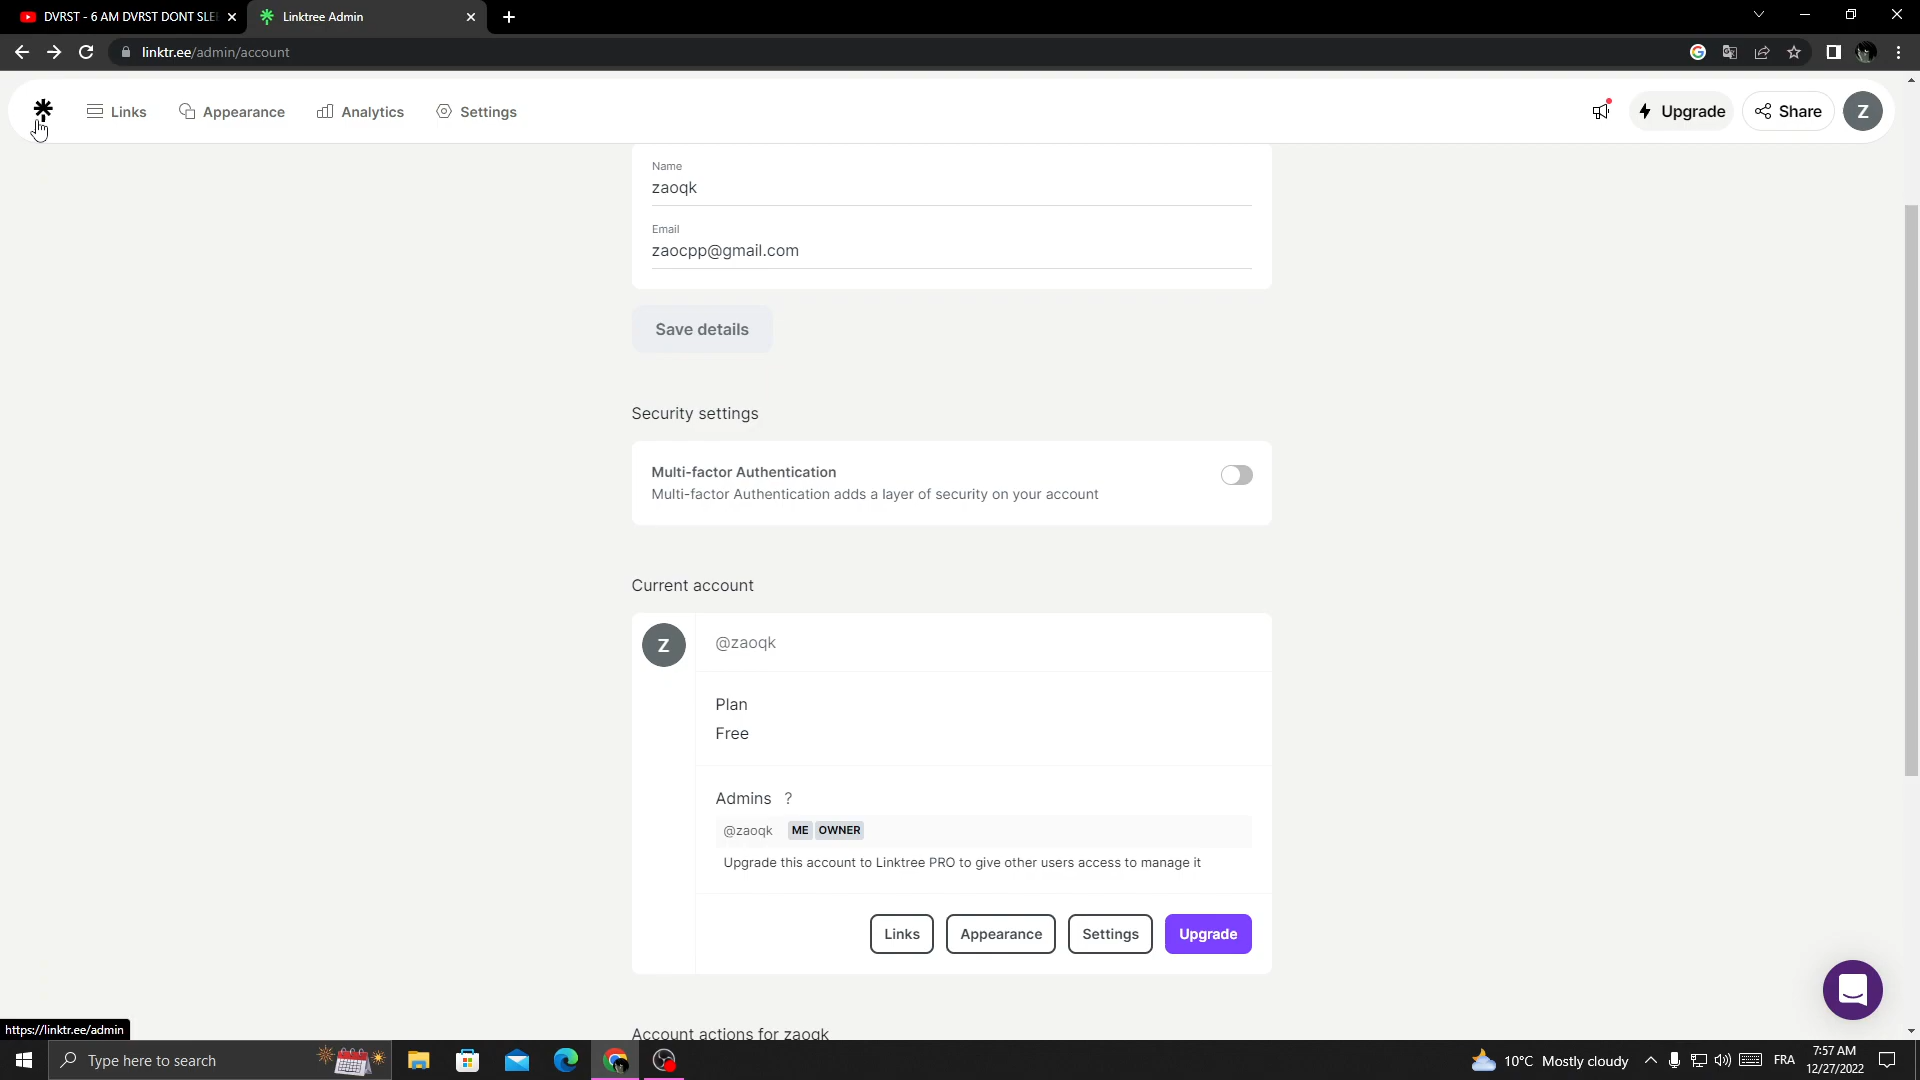 DVRST - 6 AM DVRST DONT SLE
Linktree Admin
linktr.ee/admin/account
Links
Appearance
Analytics
Settings
Upgrade
Share
Z
Name
zaoqk
Email
zaocpp@gmail.com
Save details
Security settings
Multi-factor Authentication
Multi-factor Authentication adds a layer of security on your account
Current account
Z
@zaoqk
Plan
Free
Admins ?
@zaoqk ME OWNER
Upgrade this account to Linktree PRO to give other users access to manage it
Links
Appearance
Settings
Upgrade
Account actions for zaoqk
https://linktr.ee/admin
Type here to search
10°C Mostly cloudy
FRA
7:57 AM
12/27/2022